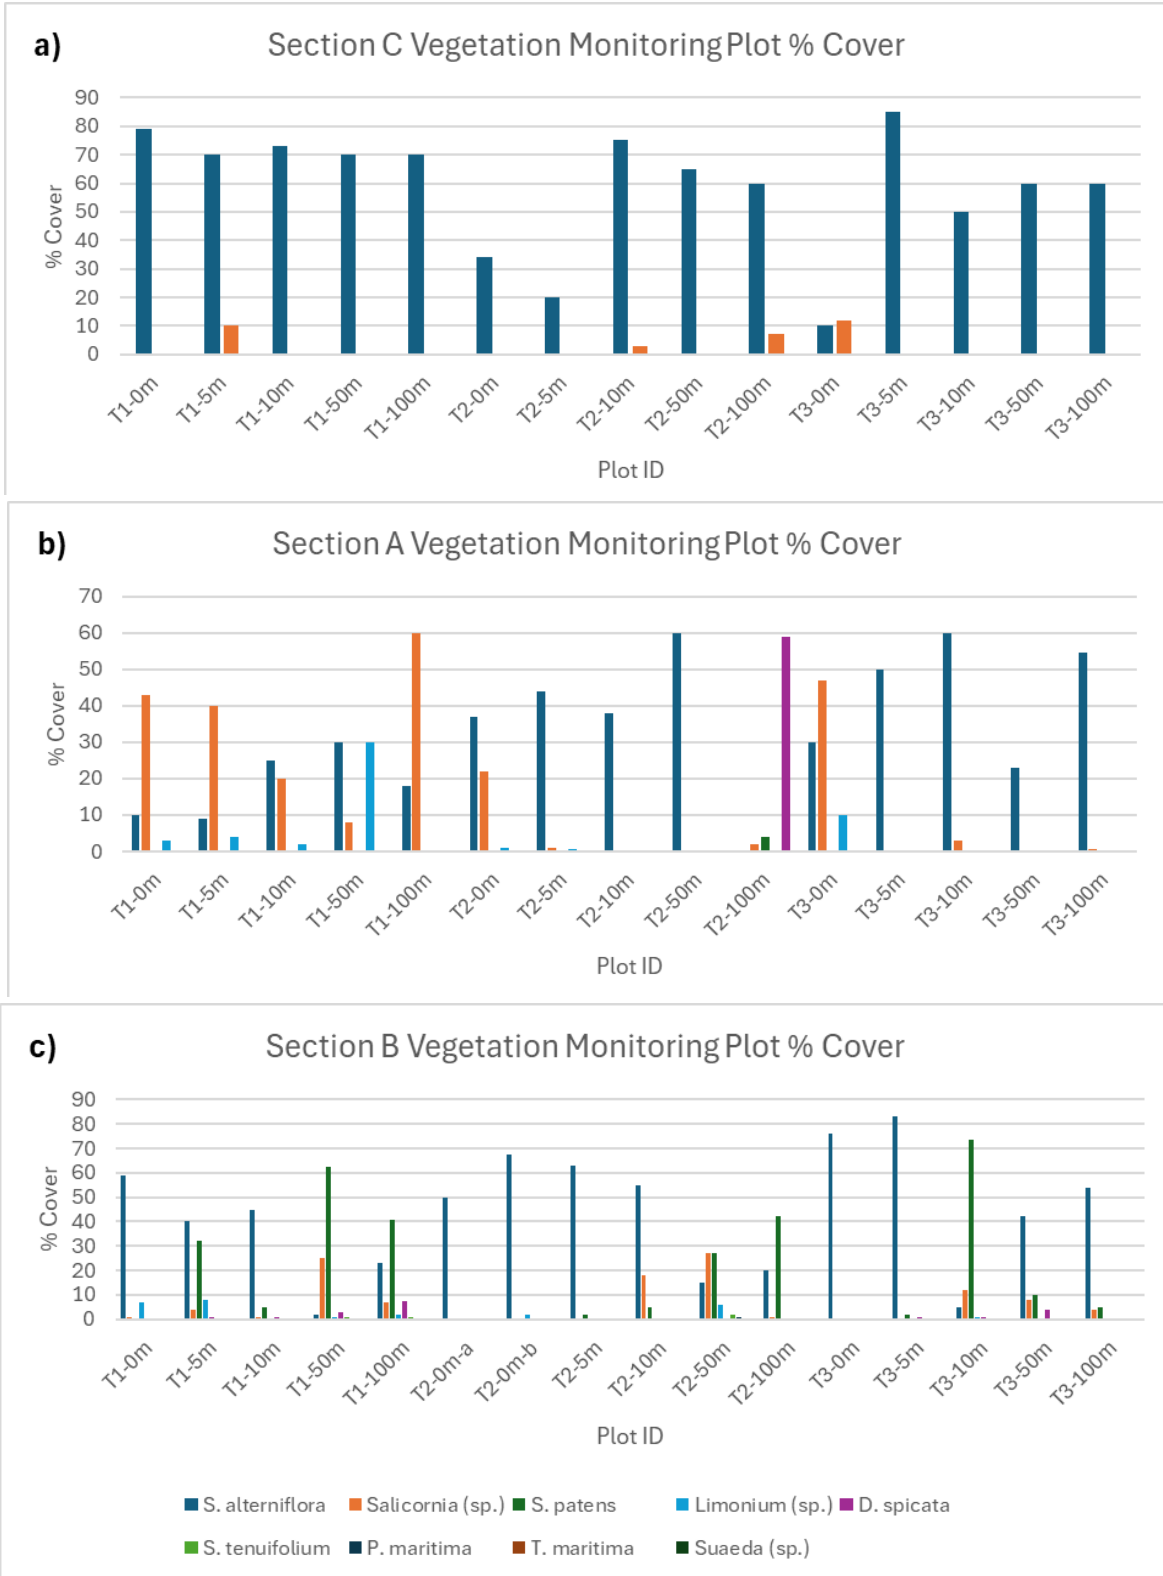 a)
Section C Vegetation Monitoring Plot % Cover
90
80
70
60
50
40
30
20
10
0
% Cover
T1-0m T1-5m T1-10m T1-50m T1-100m T2-0m T2-5m T2-10m T2-50m T2-100m T3-0m T3-5m T3-10m T3-50m T3-100m
Plot ID
b)
Section A Vegetation Monitoring Plot % Cover
70
60
50
40
30
20
10
0
% Cover
T1-0m T1-5m T1-10m T1-50m T1-100m T2-0m T2-5m T2-10m T2-50m T2-100m T3-0m T3-5m T3-10m T3-50m T3-100m
Plot ID
c)
Section B Vegetation Monitoring Plot % Cover
90
80
70
60
50
40
30
20
10
0
% Cover
T1-0m T1-5m T1-10m T1-50m T1-100m T2-0m-a T2-0m-b T2-5m T2-10m T2-50m T2-100m T3-0m T3-5m T3-10m T3-50m T3-100m
Plot ID
S. alterniflora Salicornia (sp.) S. patens Limonium (sp.) D. spicata
S. tenuifolium P. maritima T. maritima Suaeda (sp.)